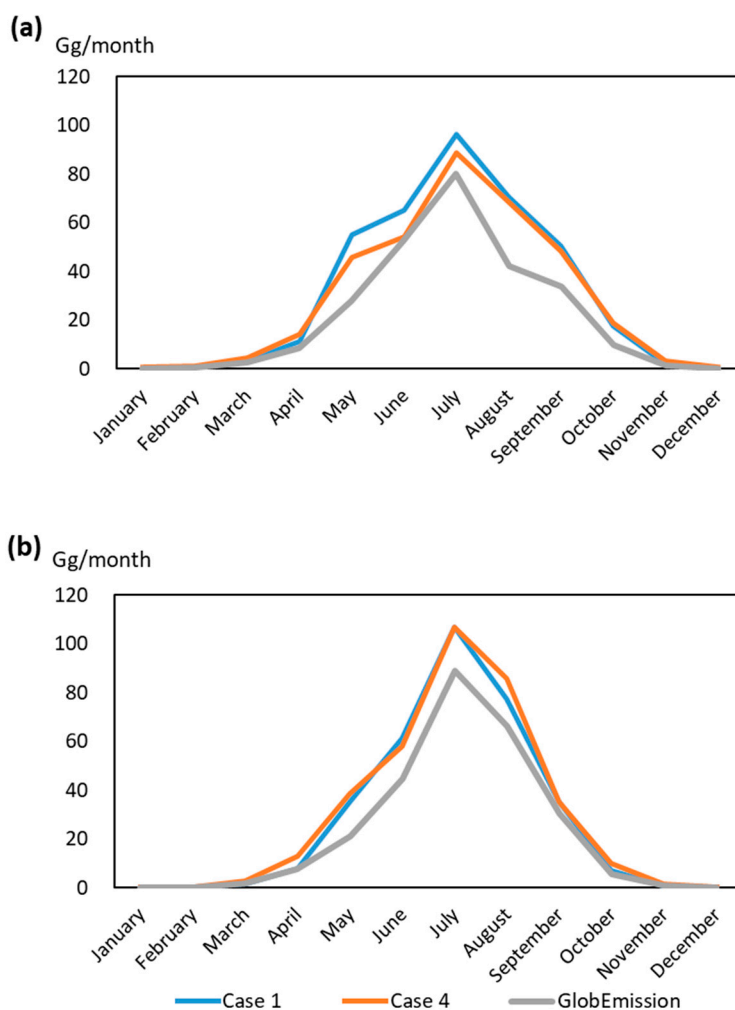 (a)
Gg/month
120
100
80
60
40
20
0
January February March April May June July August September October November December
(b)
Gg/month
120
100
80
60
40
20
0
January February March April May June July August September October November December
Case 1 Case 4 GlobEmission